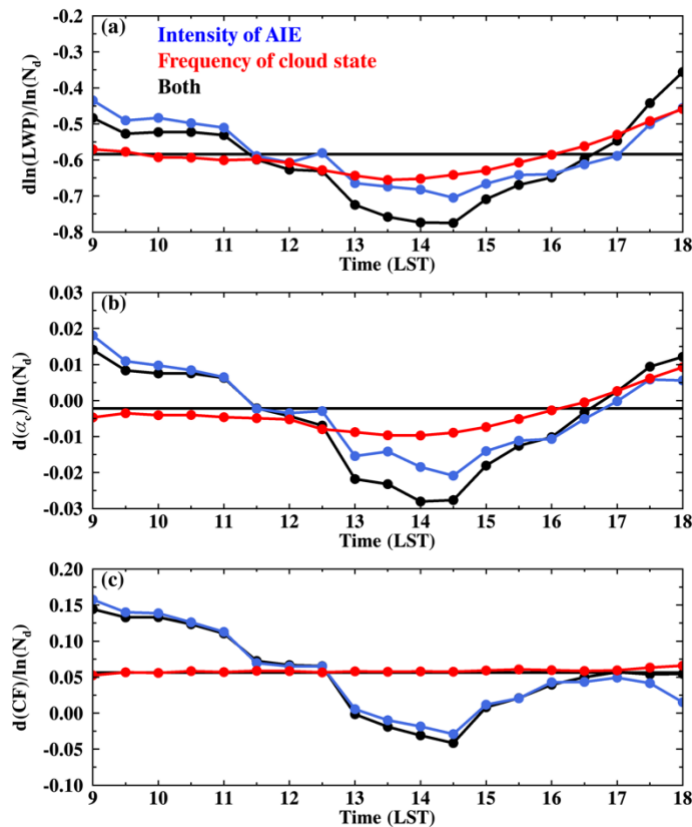 (a)
Intensity of AIE
Frequency of cloud state
Both
dln(LWP)/ln(N_d)
-0.2
-0.3
-0.4
-0.5
-0.6
-0.7
-0.8
9 10 11 12 13 14 15 16 17 18
Time (LST)
(b)
d(α_c)/ln(N_d)
0.03
0.02
0.01
0.00
-0.01
-0.02
-0.03
9 10 11 12 13 14 15 16 17 18
Time (LST)
(c)
d(CF)/ln(N_d)
0.20
0.15
0.10
0.05
0.00
-0.05
-0.10
9 10 11 12 13 14 15 16 17 18
Time (LST)